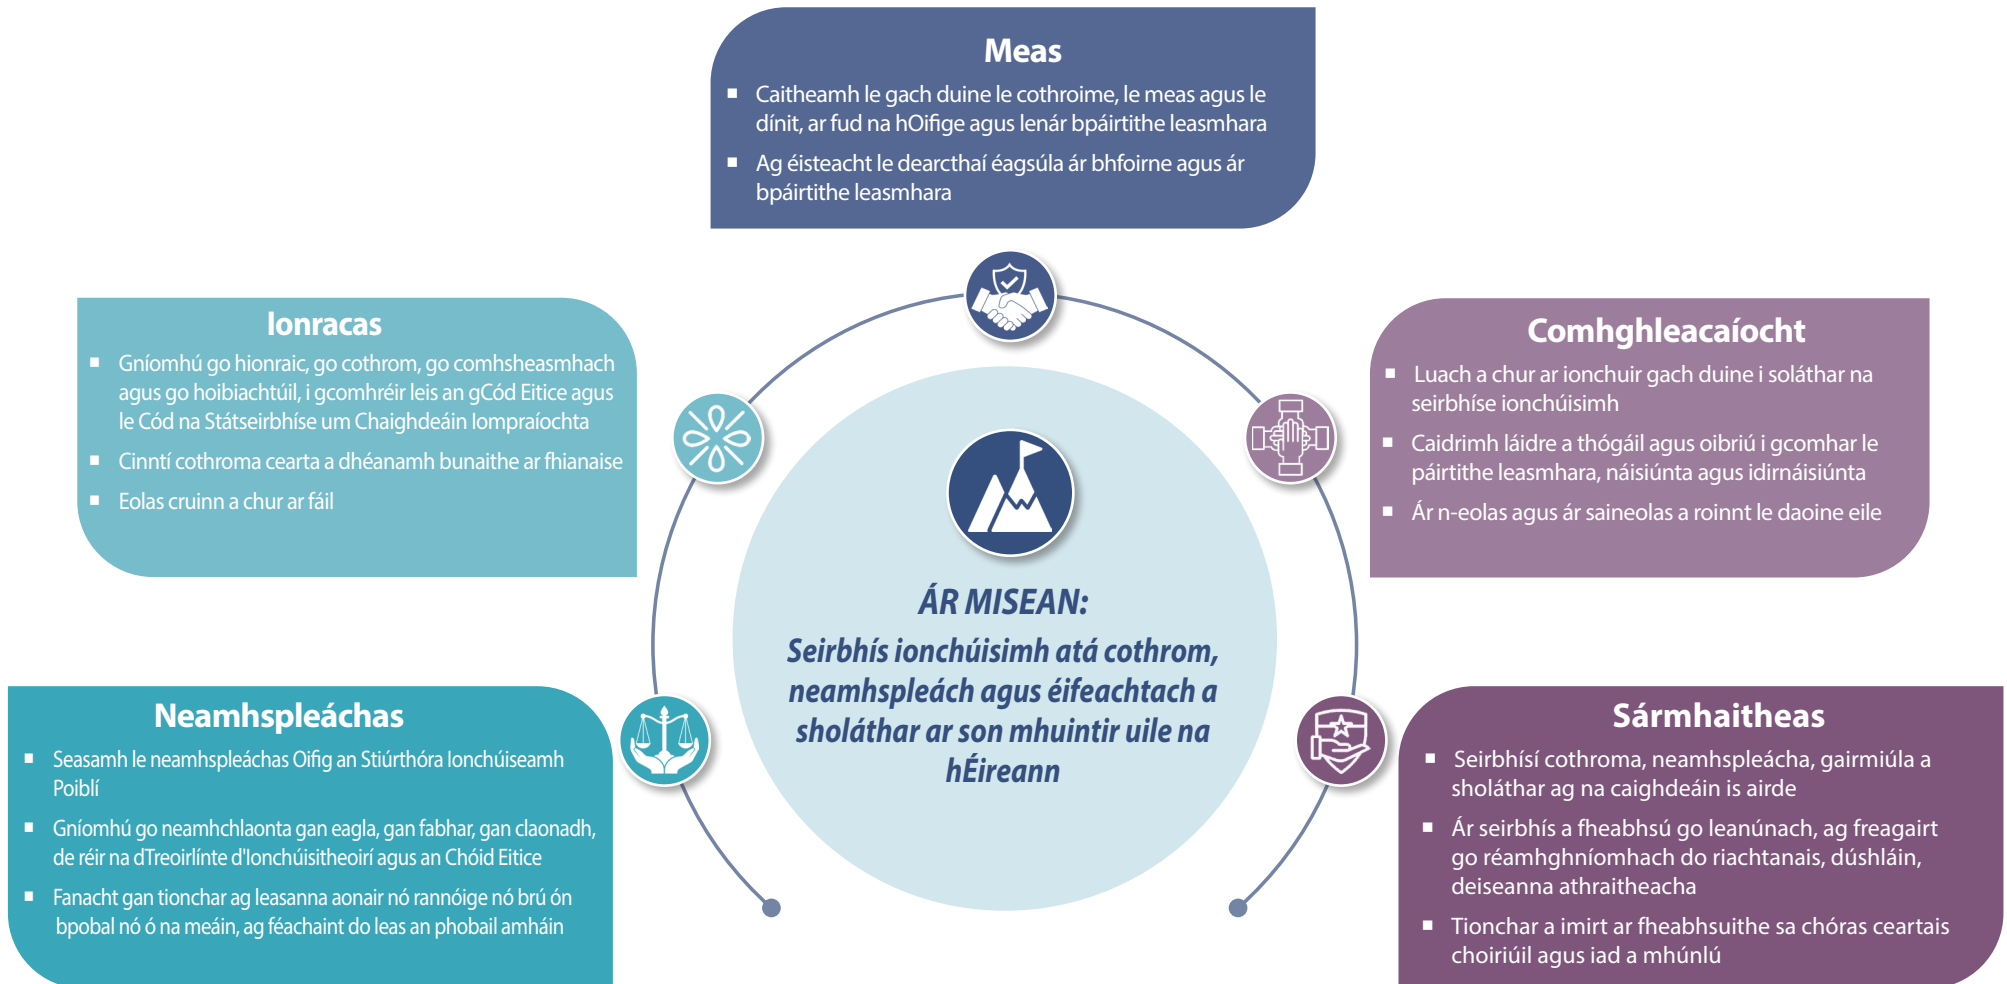 Meas
▪ Caitheamh le gach duine le cothroime, le meas agus le
dínit, ar fud na hOifige agus lenár bpáirtithe leasmhara
▪ Ag éisteacht le dearcthaí éagsúla ár bhfoirne agus ár
bpáirtithe leasmhara
Ionracas
▪ Gníomhú go hionraic, go cothrom, go comhsheasmhach
agus go hoibiachtúil, i gcomhréir leis an gCód Eitice agus
le Cód na Státseirbhíse um Chaighdeáin Iompraíochta
▪ Cinntí cothroma cearta a dhéanamh bunaithe ar fhianaise
▪ Eolas cruinn a chur ar fáil
Comhghleacaíocht
▪ Luach a chur ar ionchuir gach duine i soláthar na
seirbhíse ionchúisimh
▪ Caidrimh láidre a thógáil agus oibriú i gcomhar le
páirtithe leasmhara, náisiúnta agus idirnáisiúnta
▪ Ár n-eolas agus ár saineolas a roinnt le daoine eile
ÁR MISEAN:
Seirbhís ionchúisimh atá cothrom,
neamhspleách agus éifeachtach a
sholáthar ar son mhuintir uile na
hÉireann
Neamhspleáchas
▪ Seasamh le neamhspleáchas Oifig an Stiúrthóra Ionchúiseamh
Poiblí
▪ Gníomhú go neamhchlaonta gan eagla, gan fabhar, gan claonadh,
de réir na dTreoirlínte d'Ionchúisitheoirí agus an Chóid Eitice
▪ Fanacht gan tionchar ag leasanna aonair nó rannóige nó brú ón
bpobal nó ó na meáin, ag féachaint do leas an phobail amháin
Sármhaitheas
▪ Seirbhísí cothroma, neamhspleácha, gairmiúla a
sholáthar ag na caighdeáin is airde
▪ Ár seirbhís a fheabhsú go leanúnach, ag freagairt
go réamhghníomhach do riachtanais, dúshláin,
deiseanna athraitheacha
▪ Tionchar a imirt ar fheabhsuithe sa chóras ceartais
choiriúil agus iad a mhúnlú